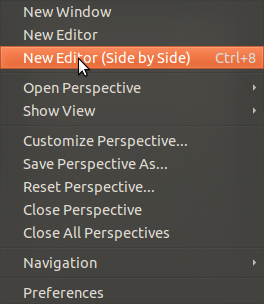 New Window
New Editor
New Editor (Side by Side) Ctrl+8
Open Perspective
Show View
Customize Perspective...
Save Perspective As...
Reset Perspective...
Close Perspective
Close All Perspectives
Navigation
Preferences